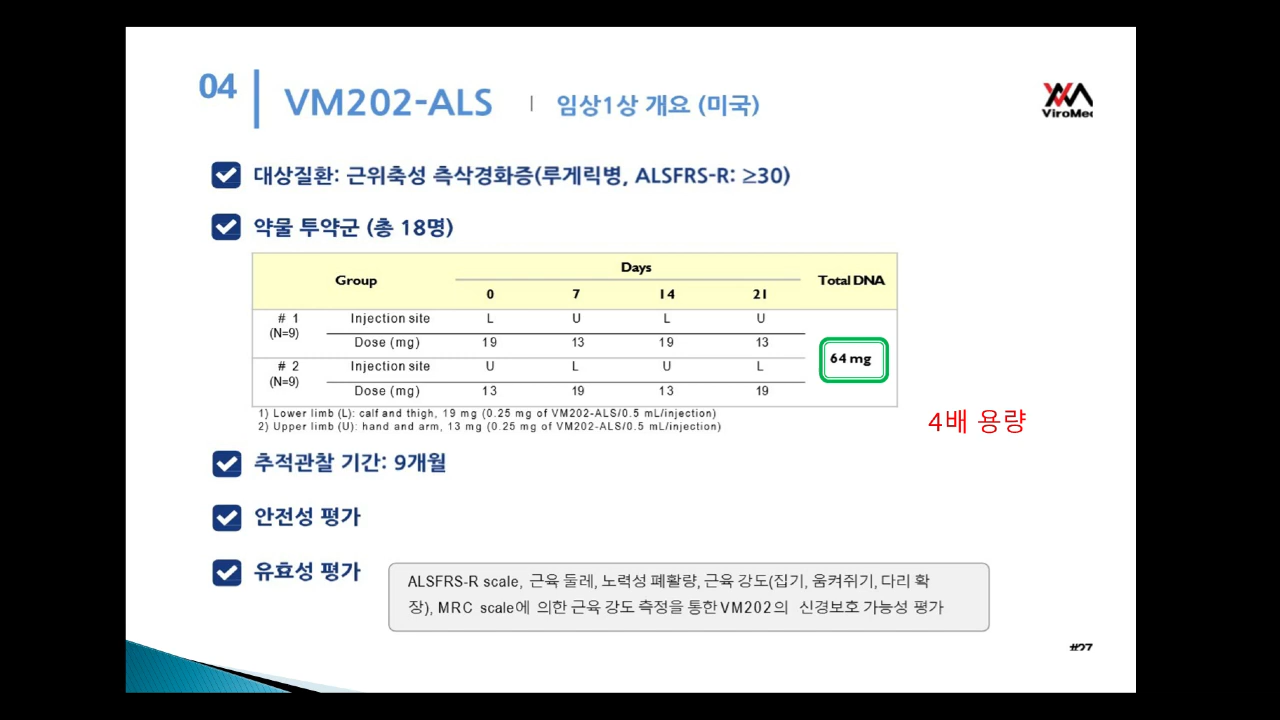 04
VM202-ALS | 임상1상 개요 (미국)
ViroMe
대상질환: 근위축성 측삭경화증(루게릭병, ALSFRS-R: ≥30)
약물 투약군 (총 18명)
Group Days Total DNA
0 7 14 21
# 1 (N=9) Injection site L U L U
Dose (mg) 19 13 19 13
64 mg
# 2 (N=9) Injection site U L U L
Dose (mg) 13 19 13 19
1) Lower limb (L): calf and thigh, 19 mg (0.25 mg of VM202-ALS/0.5 mL/injection)
2) Upper limb (U): hand and arm, 13 mg (0.25 mg of VM202-ALS/0.5 mL/injection)
4배 용량
추적관찰 기간: 9개월
안전성 평가
유효성 평가
ALSFRS-R scale, 근육 둘레, 노력성 폐활량, 근육 강도(집기, 움켜쥐기, 다리 확
장), MRC scale에 의한 근육 강도 측정을 통한 VM202의 신경보호 가능성 평가
#27